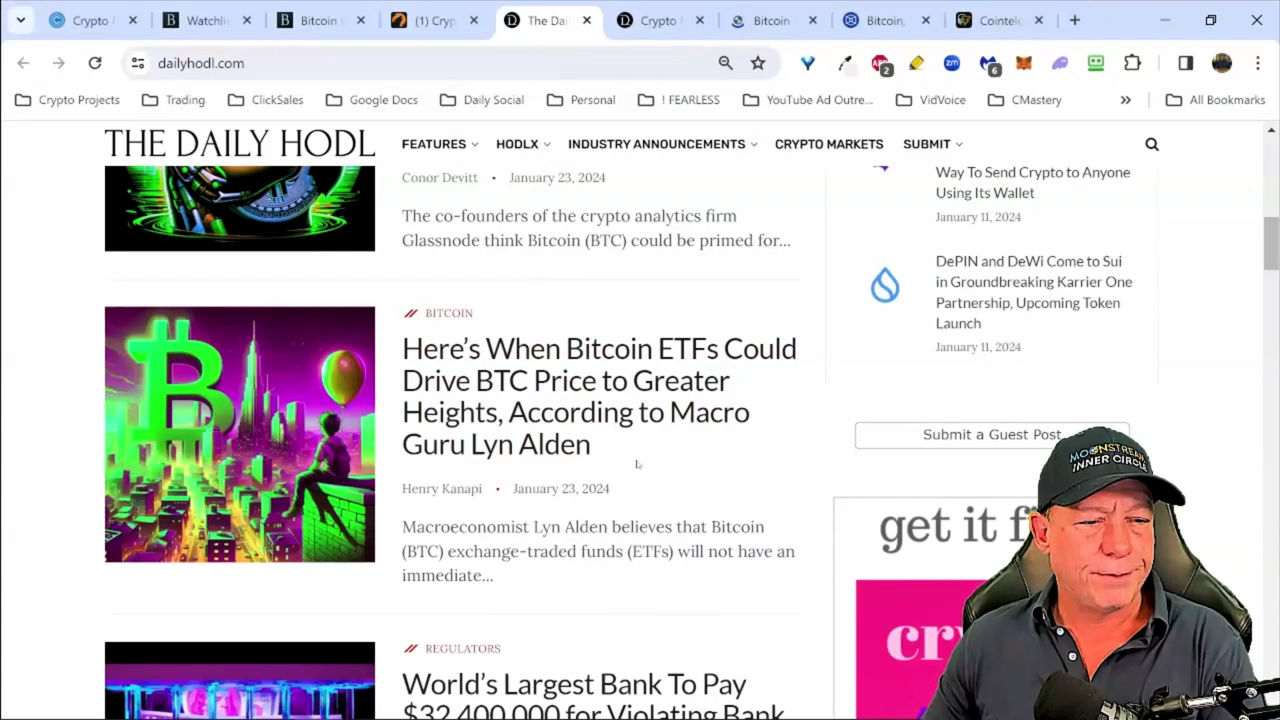 Crypto
Watchlis
Bitcoin
(1) Cryp
The Dai
Crypto
Bitcoin
Bitcoin,
Cointele
dailyhodl.com
2
zm
6
Crypto Projects
Trading
ClickSales
Google Docs
Daily Social
Personal
! FEARLESS
YouTube Ad Outre...
VidVoice
CMastery
All Bookmarks
THE DAILY HODL
FEATURES
HODLX
INDUSTRY ANNOUNCEMENTS
CRYPTO MARKETS
SUBMIT
Conor Devitt • January 23, 2024
The co-founders of the crypto analytics firm
Glassnode think Bitcoin (BTC) could be primed for...
BITCOIN
Here’s When Bitcoin ETFs Could
Drive BTC Price to Greater
Heights, According to Macro
Guru Lyn Alden
Henry Kanapi • January 23, 2024
Macroeconomist Lyn Alden believes that Bitcoin
(BTC) exchange-traded funds (ETFs) will not have an
immediate...
REGULATORS
World’s Largest Bank To Pay
$32,400,000 for Violating Bank
Way To Send Crypto to Anyone
Using Its Wallet
January 11, 2024
DePIN and DeWi Come to Sui
in Groundbreaking Karrier One
Partnership, Upcoming Token
Launch
January 11, 2024
Submit a Guest Post
get it fi
cry
MOONSTREAM
INNER CIRCLE